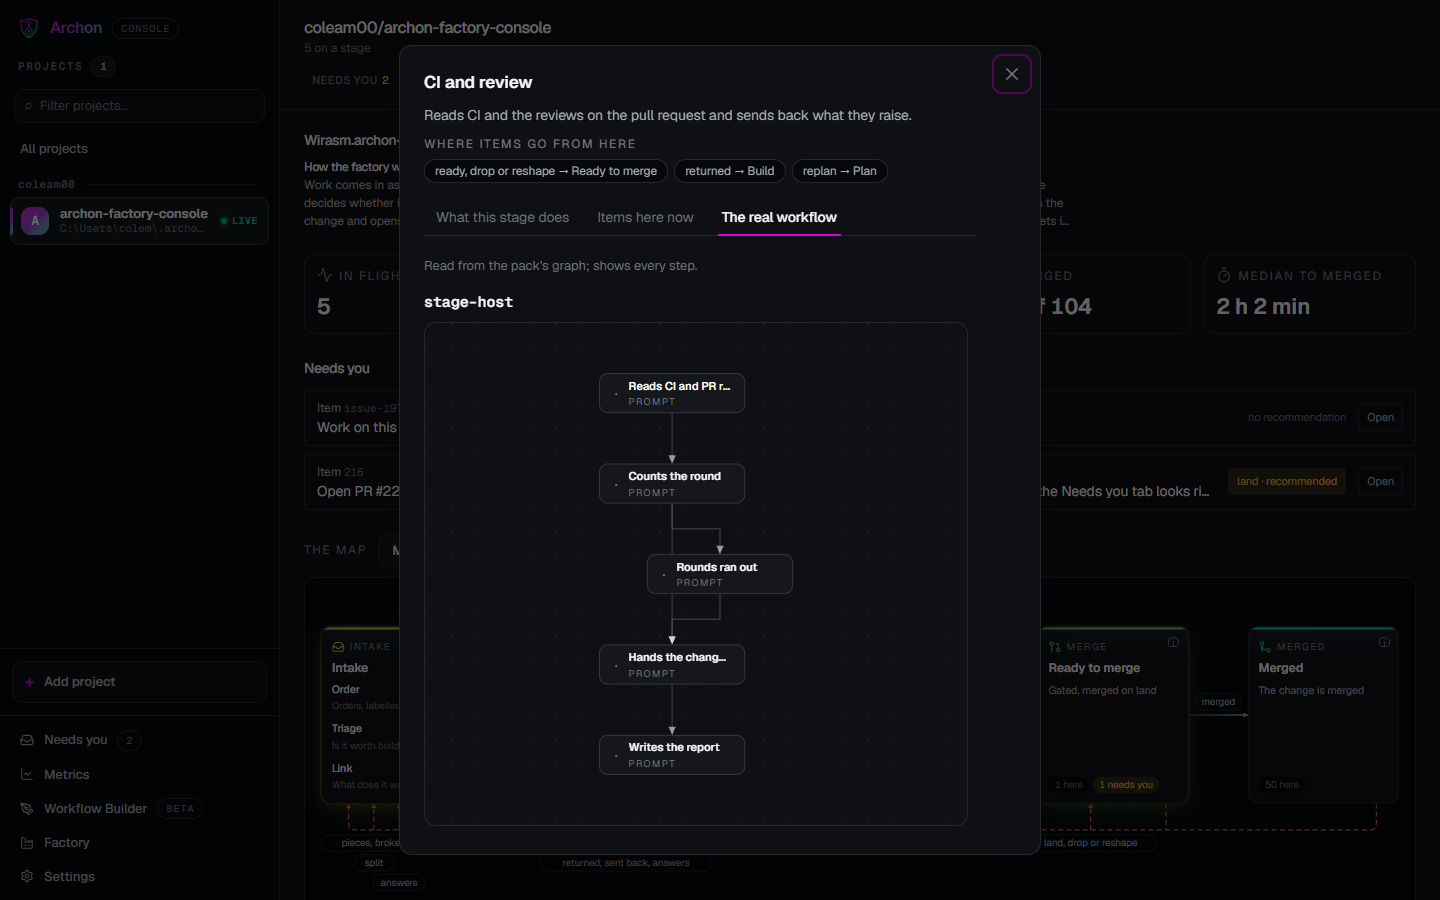 Archon
CONSOLE
PROJECTS 1
Filter projects...
All projects
coleam00
A
archon-factory-console
C:\Users\colem\.archo...
LIVE
Add project
Needs you 2
Metrics
Workflow Builder BETA
Factory
Settings
coleam00/archon-factory-console
5 on a stage
NEEDS YOU 2
Wirasm.archon-
How the factory w
Work comes in as
decides whether i
change and opens
IN FLIGH
5
104
MEDIAN TO MERGED
2 h 2 min
Needs you
Item issue-197
Work on this
no recommendation
Open
Item 216
Open PR #22
the Needs you tab looks ri...
land · recommended
Open
THE MAP
INTAKE
Intake
Order
Orders, labelled
Triage
Is it worth build
Link
What does it wa
pieces, broke
split
answers
returned, sent back, answers
MERGE
Ready to merge
Gated, merged on land
1 here
1 needs you
merged
MERGED
Merged
The change is merged
50 here
land, drop or reshape
CI and review
Reads CI and the reviews on the pull request and sends back what they raise.
WHERE ITEMS GO FROM HERE
ready, drop or reshape → Ready to merge
returned → Build
replan → Plan
What this stage does
Items here now
The real workflow
Read from the pack's graph; shows every step.
stage-host
Reads CI and PR r...
PROMPT
Counts the round
PROMPT
Rounds ran out
PROMPT
Hands the chang...
PROMPT
Writes the report
PROMPT